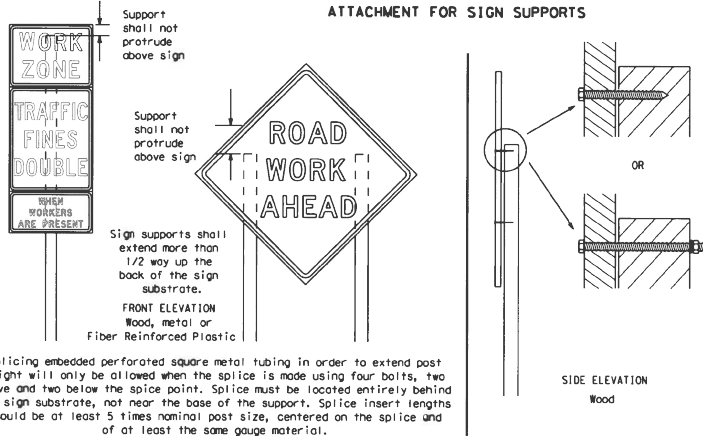 ATTACHMENT FOR SIGN SUPPORTS
Support
shall not
protrude
above sign
WORK
ZONE
TRAFFIC
FINES
DOUBLE
WHEN
WORKERS
ARE PRESENT
Support
shall not
protrude
above sign
ROAD
WORK
AHEAD
Sign supports shall
extend more than
1/2 way up the
back of the sign
substrate.
FRONT ELEVATION
Wood, metal or
Fiber Reinforced Plastic
OR
SIDE ELEVATION
Wood
licing embedded perforated square metal tubing in order to extend post
ight will only be allowed when the splice is made using four bolts, two
ve and two below the spice point. Splice must be located entirely behind
sign substrate, not near the base of the support. Splice insert lengths
ould be at least 5 times nominal post size, centered on the splice and
of at least the same gauge material.